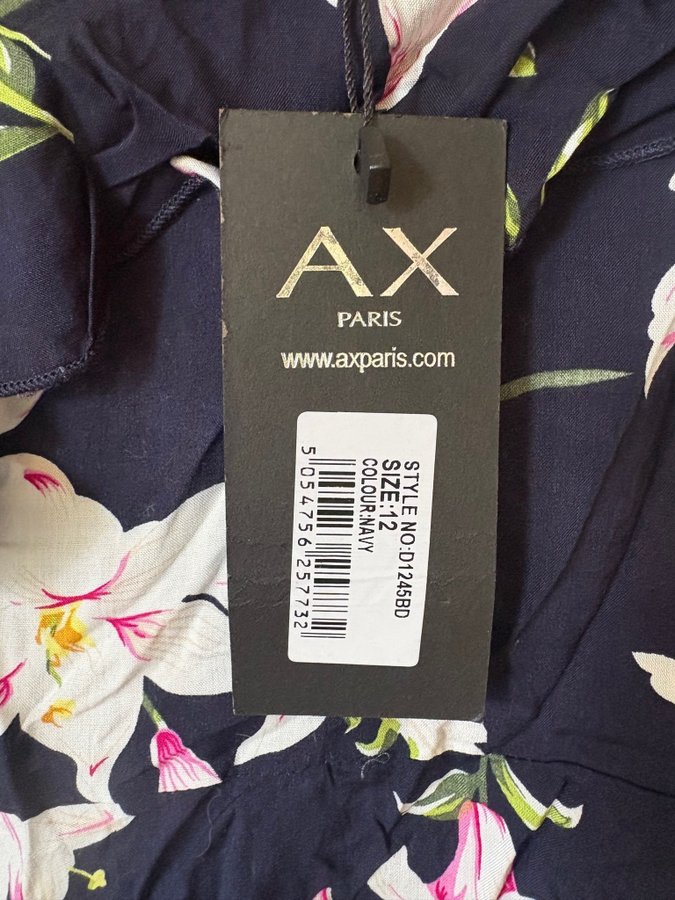 AX
PARIS
www.axparis.com
STYLE NO:D1245BD
SIZE:12
COLOUR:NAVY
5 054756 257732